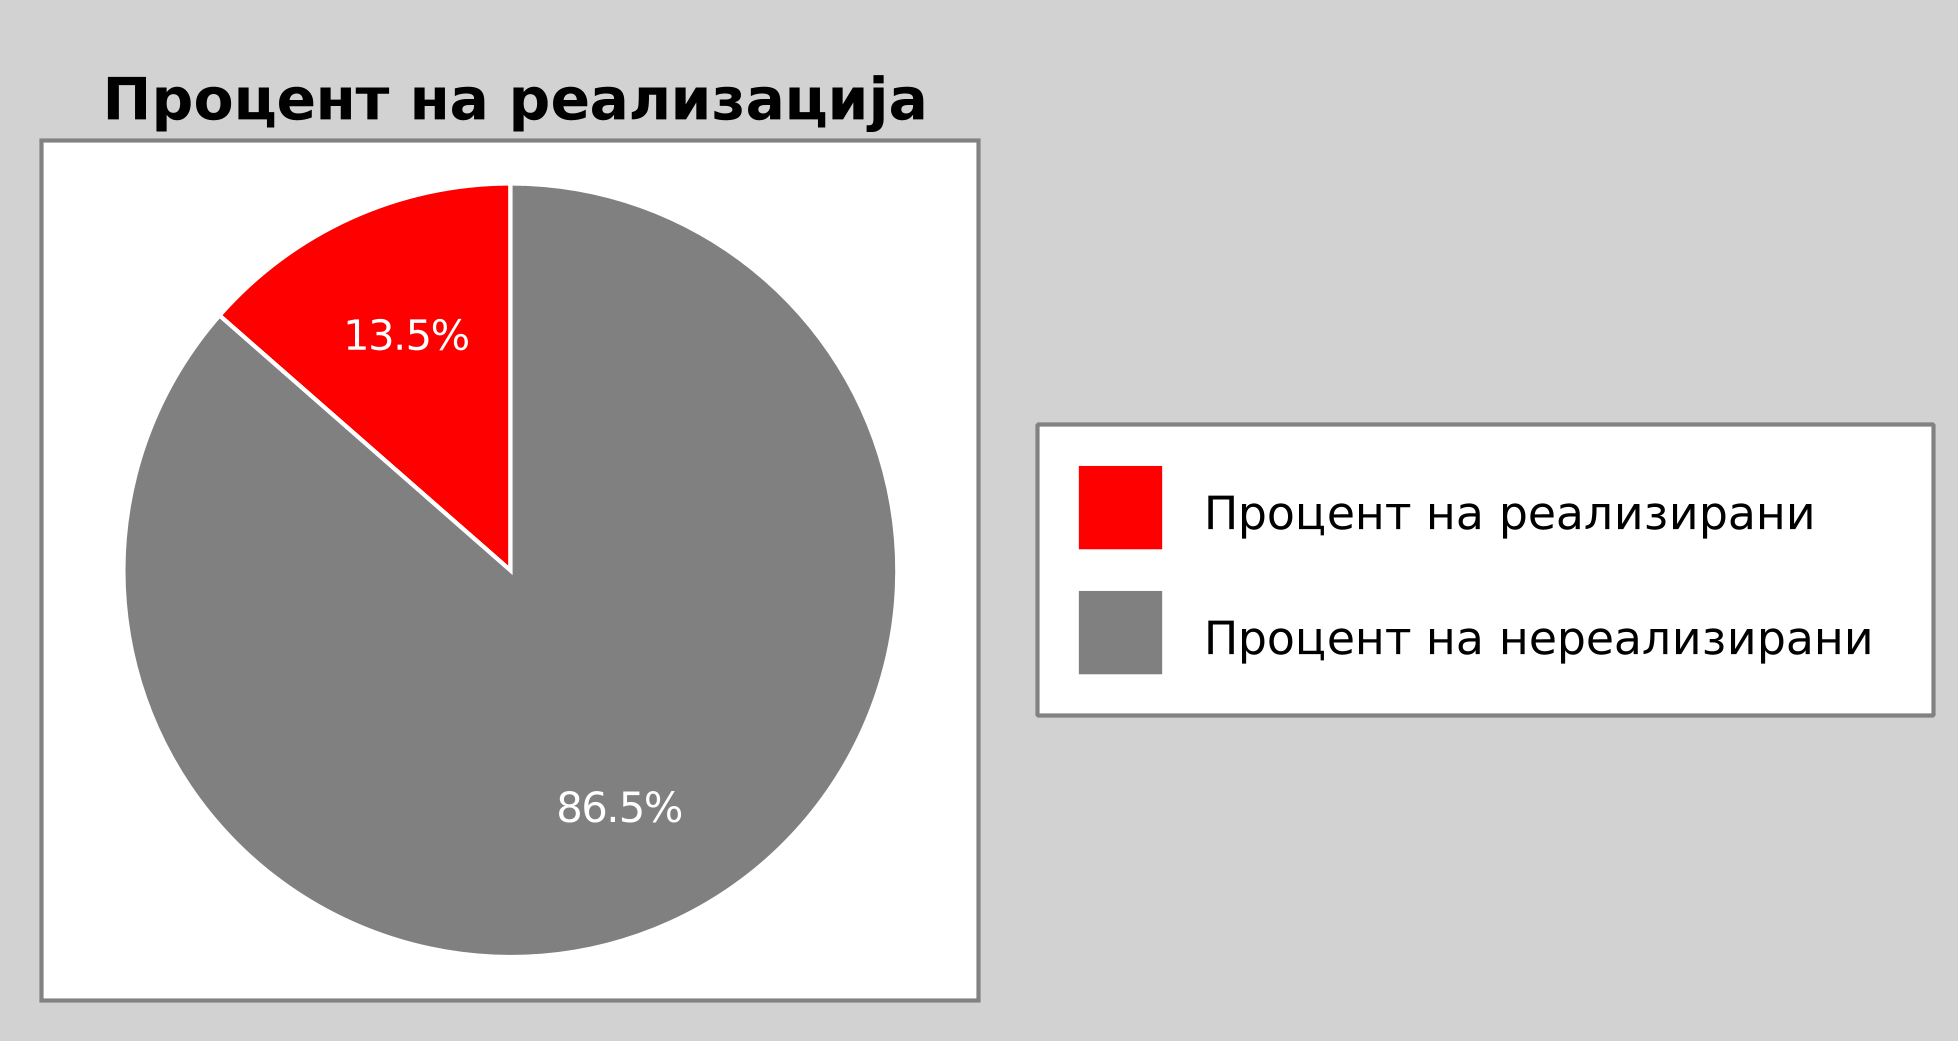 Процент на реализација
13.5%
86.5%
Процент на реализирани
Процент на нереализирани